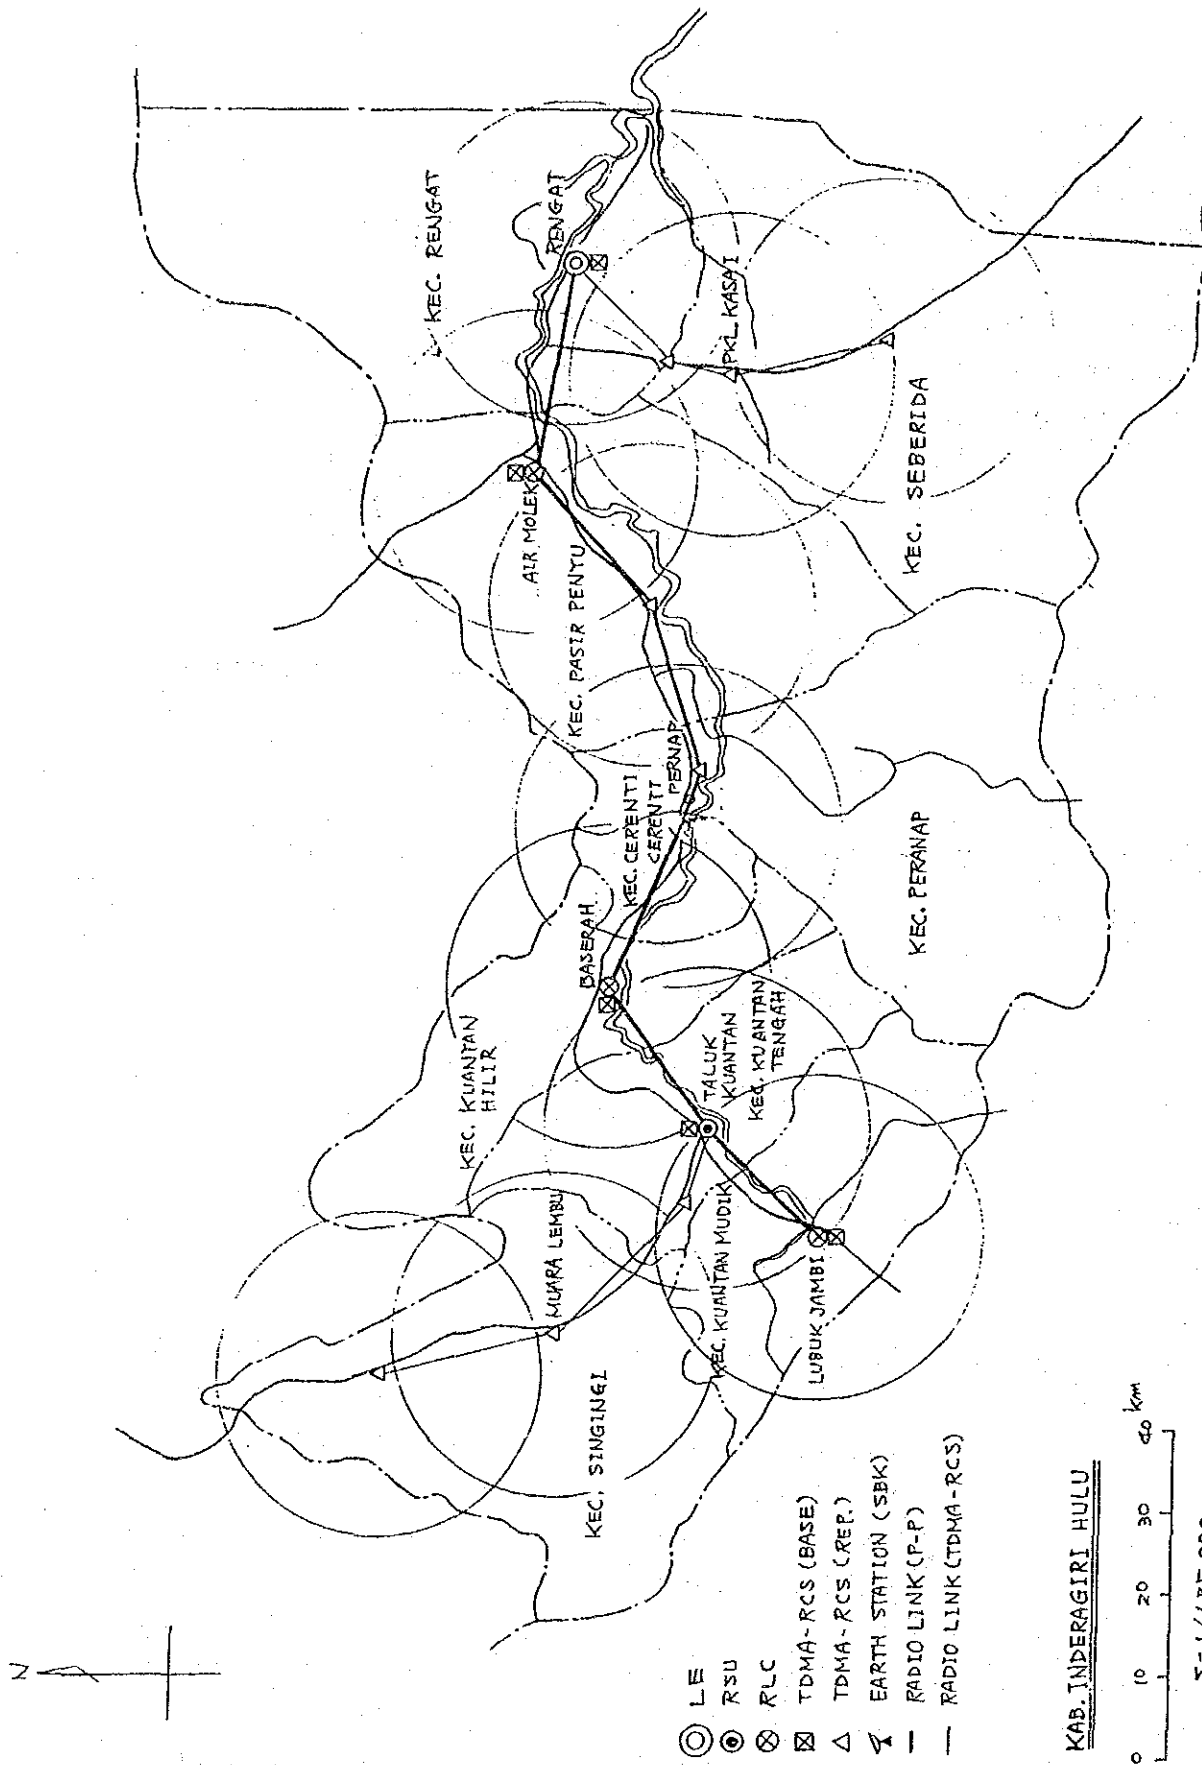 N
KEC. RENGAT
RENGAT
PKL. KASAI
KEC. SEBERIDA
AIR MOLEK
KEC. PASIR PENYU
PERNAP
KEC. CERENTI
CERENTI
KEC. PERANAP
BASERAH
KEC. KUANTAN
HILIR
TALUK
KUANTAN
KEC. KUANTAN
TENGAH
MUARA LEMBU
KEC. KUANTAN MUDIK
LUBUK JAMBI
KEC. SINGINGI
LE
RSU
RLC
TDMA-RCS (BASE)
TDMA-RCS (REP.)
EARTH STATION (SBK)
RADIO LINK (P-P)
RADIO LINK (TDMA-RCS)
KAB. INDERAGIRI HULU
0 10 20 30 40 km